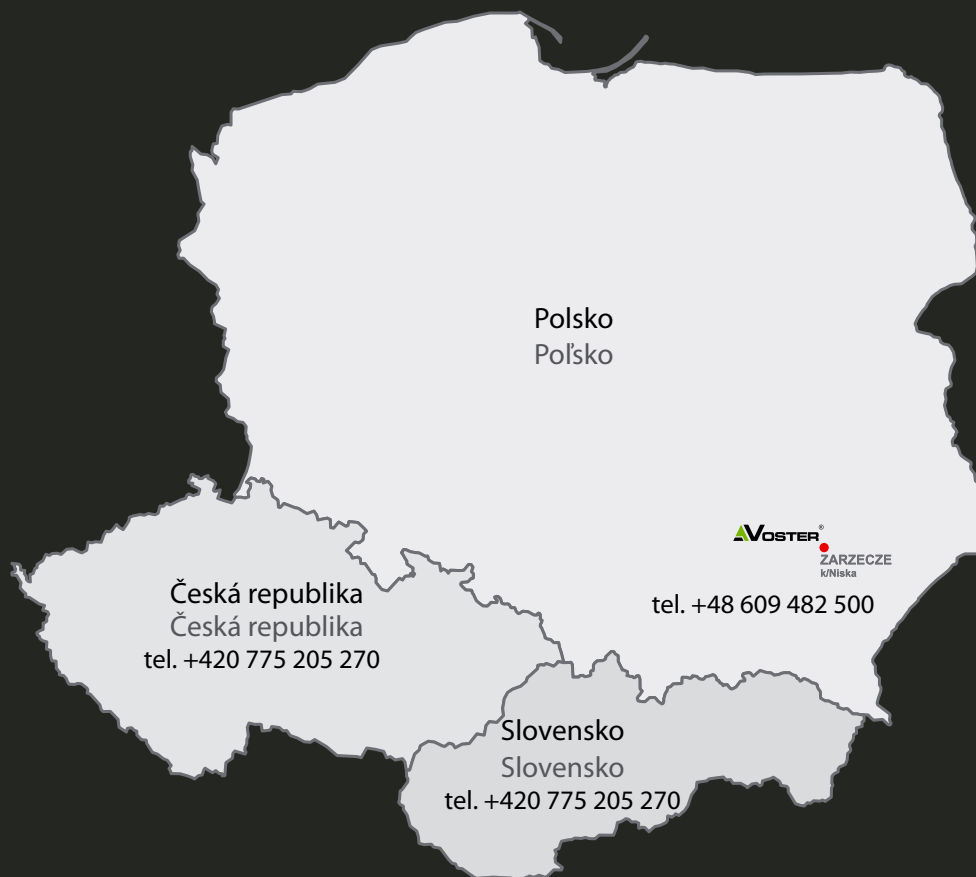 Polsko
Poľsko
VOSTER®
ZARZECZE
k/Niska
tel. +48 609 482 500
Česká republika
Česká republika
tel. +420 775 205 270
Slovensko
Slovensko
tel. +420 775 205 270